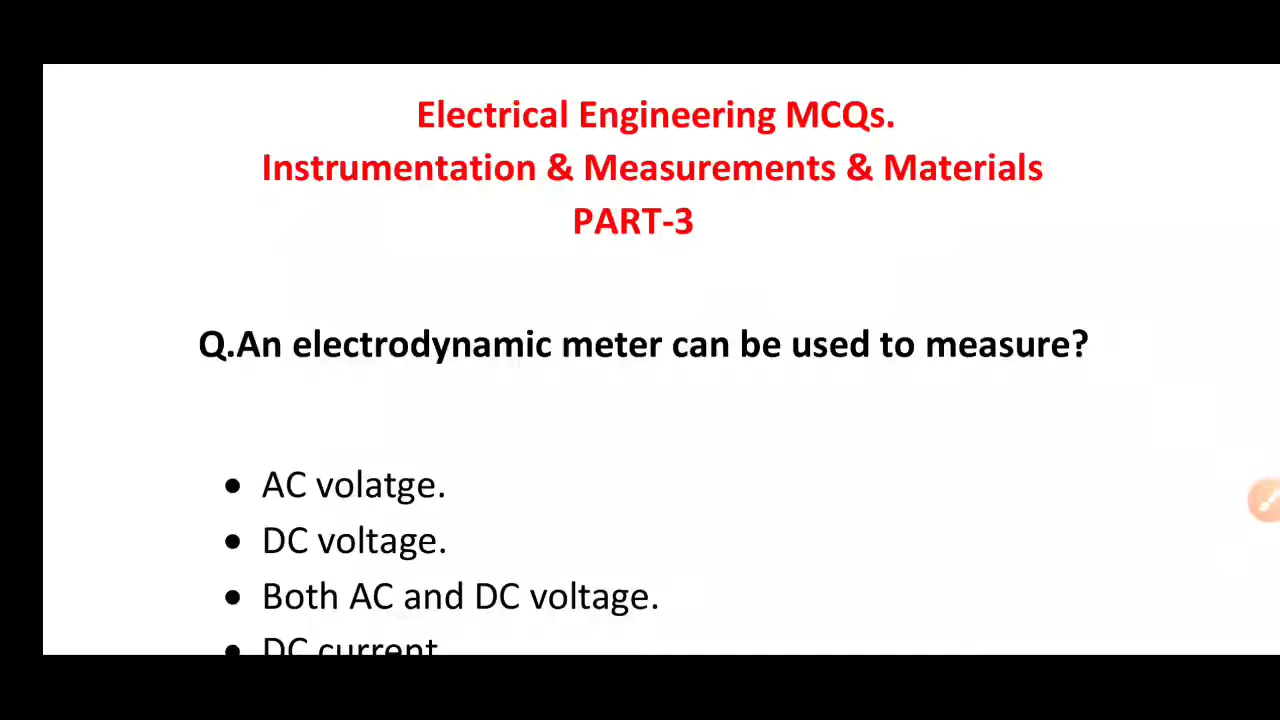 Electrical Engineering MCQs.
Instrumentation & Measurements & Materials
PART-3
Q.An electrodynamic meter can be used to measure?
• AC volatge.
• DC voltage.
• Both AC and DC voltage.
• DC current